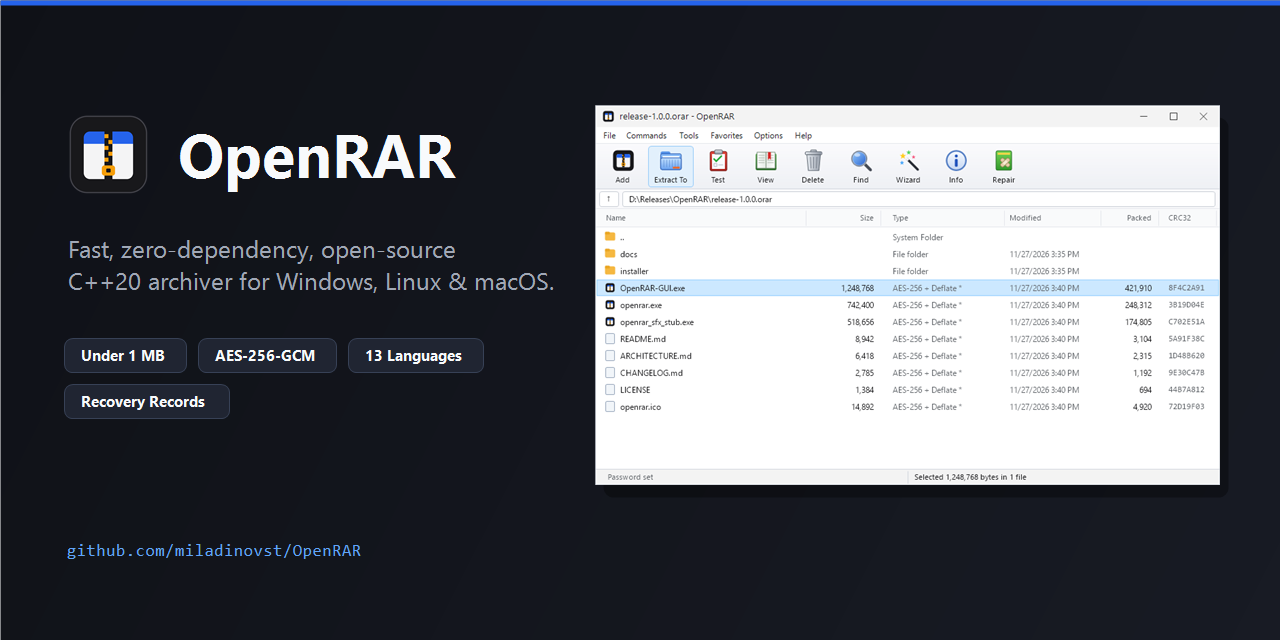 OpenRAR
Fast, zero-dependency, open-source
C++20 archiver for Windows, Linux & macOS.
Under 1 MB AES-256-GCM 13 Languages
Recovery Records
github.com/miladinovst/OpenRAR
release-1.0.0.orar - OpenRAR
File Commands Tools Favorites Options Help
Add Extract To Test View Delete Find Wizard Info Repair
↑ D:\Releases\OpenRAR\release-1.0.0.orar
Name Size Type Modified Packed CRC32
.. System Folder
docs File folder 11/27/2026 3:35 PM
installer File folder 11/27/2026 3:35 PM
OpenRAR-GUI.exe 1,248,768 AES-256 + Deflate * 11/27/2026 3:40 PM 421,910 8F4C2A91
openrar.exe 742,400 AES-256 + Deflate * 11/27/2026 3:40 PM 248,312 3B19D04E
openrar_sfx_stub.exe 518,656 AES-256 + Deflate * 11/27/2026 3:40 PM 174,805 C702E51A
README.md 8,942 AES-256 + Deflate * 11/27/2026 3:40 PM 3,104 5A91F38C
ARCHITECTURE.md 6,418 AES-256 + Deflate * 11/27/2026 3:40 PM 2,315 1D488620
CHANGELOG.md 2,785 AES-256 + Deflate * 11/27/2026 3:40 PM 1,192 9E30C47B
LICENSE 1,384 AES-256 + Deflate * 11/27/2026 3:40 PM 694 44B7A812
openrar.ico 14,892 AES-256 + Deflate * 11/27/2026 3:40 PM 4,920 72D19F03
Password set Selected 1,248,768 bytes in 1 file